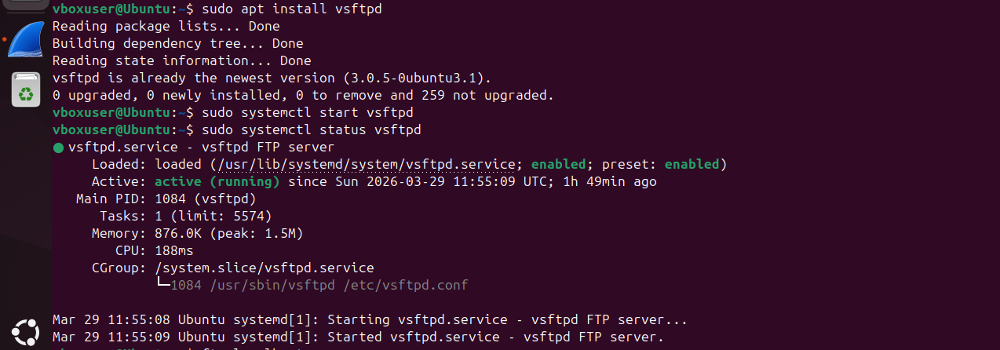 vboxuser@Ubuntu:~$ sudo apt install vsftpd
Reading package lists... Done
Building dependency tree... Done
Reading state information... Done
vsftpd is already the newest version (3.0.5-0ubuntu3.1).
0 upgraded, 0 newly installed, 0 to remove and 259 not upgraded.
vboxuser@Ubuntu:~$ sudo systemctl start vsftpd
vboxuser@Ubuntu:~$ sudo systemctl status vsftpd
● vsftpd.service - vsftpd FTP server
Loaded: loaded (/usr/lib/systemd/system/vsftpd.service; enabled; preset: enabled)
Active: active (running) since Sun 2026-03-29 11:55:09 UTC; 1h 49min ago
Main PID: 1084 (vsftpd)
Tasks: 1 (limit: 5574)
Memory: 876.0K (peak: 1.5M)
CPU: 188ms
CGroup: /system.slice/vsftpd.service
└─1084 /usr/sbin/vsftpd /etc/vsftpd.conf
Mar 29 11:55:08 Ubuntu systemd[1]: Starting vsftpd.service - vsftpd FTP server...
Mar 29 11:55:09 Ubuntu systemd[1]: Started vsftpd.service - vsftpd FTP server.